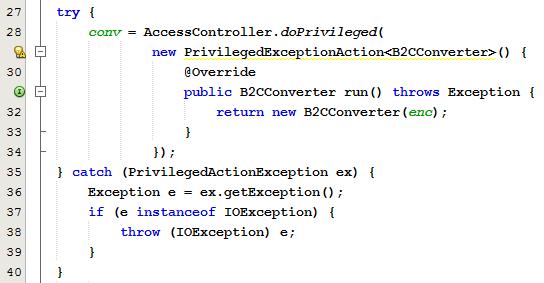 27 try {
28     conv = AccessController.doPrivileged(
            new PrivilegedExceptionAction<B2CConverter>() {
30                 @Override
                public B2CConverter run() throws Exception {
32                     return new B2CConverter(enc);
33                 }
34             });
35 } catch (PrivilegedActionException ex) {
36     Exception e = ex.getException();
37     if (e instanceof IOException) {
38         throw (IOException) e;
39     }
40 }